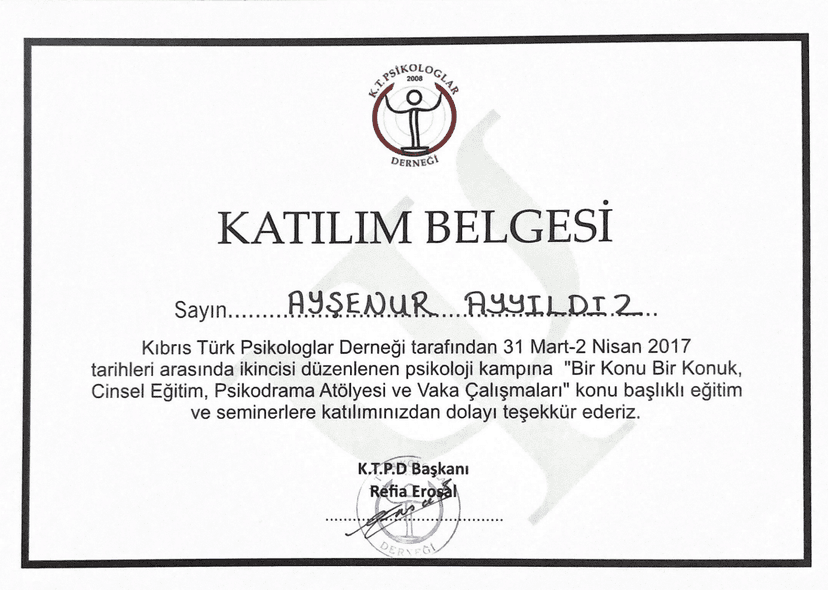 K.T. PSİKOLOGLAR
2008
DERNEĞİ
KATILIM BELGESİ
Sayın.........AYŞENUR....AYYILDIZ..
Kıbrıs Türk Psikologlar Derneği tarafından 31 Mart-2 Nisan 2017
tarihleri arasında ikincisi düzenlenen psikoloji kampına "Bir Konu Bir Konuk,
Cinsel Eğitim, Psikodrama Atölyesi ve Vaka Çalışmaları" konu başlıklı eğitim
ve seminerlere katılımınızdan dolayı teşekkür ederiz.
K.T.P.D Başkanı
Refia Erosal
DERNEĞİ